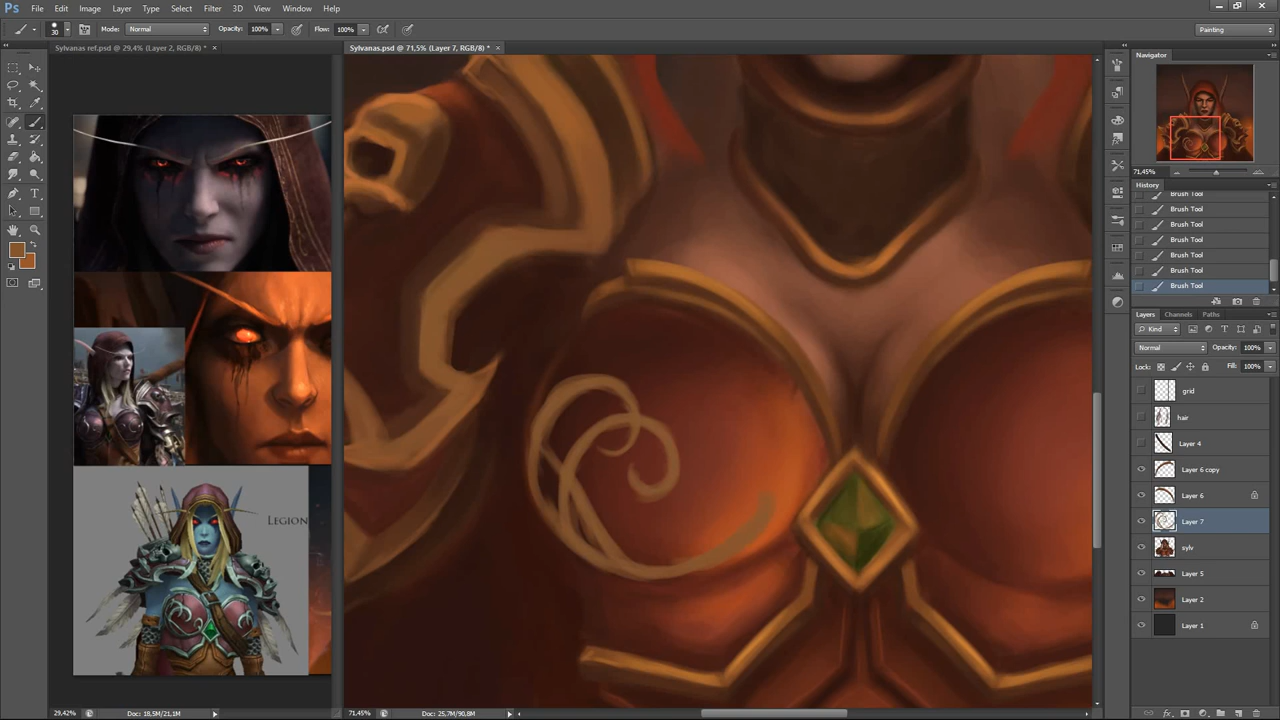 Ps File Edit Image Layer Type Select Filter 3D View Window Help
30 Mode: Normal Opacity: 100% Flow: 100% Painting
Sylvanas ref.psd @ 29,4% (Layer 2, RGB/8) * ×
Sylvanas.psd @ 71,5% (Layer 7, RGB/8) * ×
Navigator
71,45%
History
Brush Tool
Brush Tool
Brush Tool
Brush Tool
Brush Tool
Brush Tool
Brush Tool
Layers Channels Paths
Kind
Normal Opacity: 100%
Lock: Fill: 100%
grid
hair
Layer 4
Layer 6 copy
Layer 6
Layer 7
sylv
Layer 5
Layer 2
Layer 1
LEGION
29,42% Doc: 18,5M/21,1M
71,45% Doc: 25,7M/90,8M